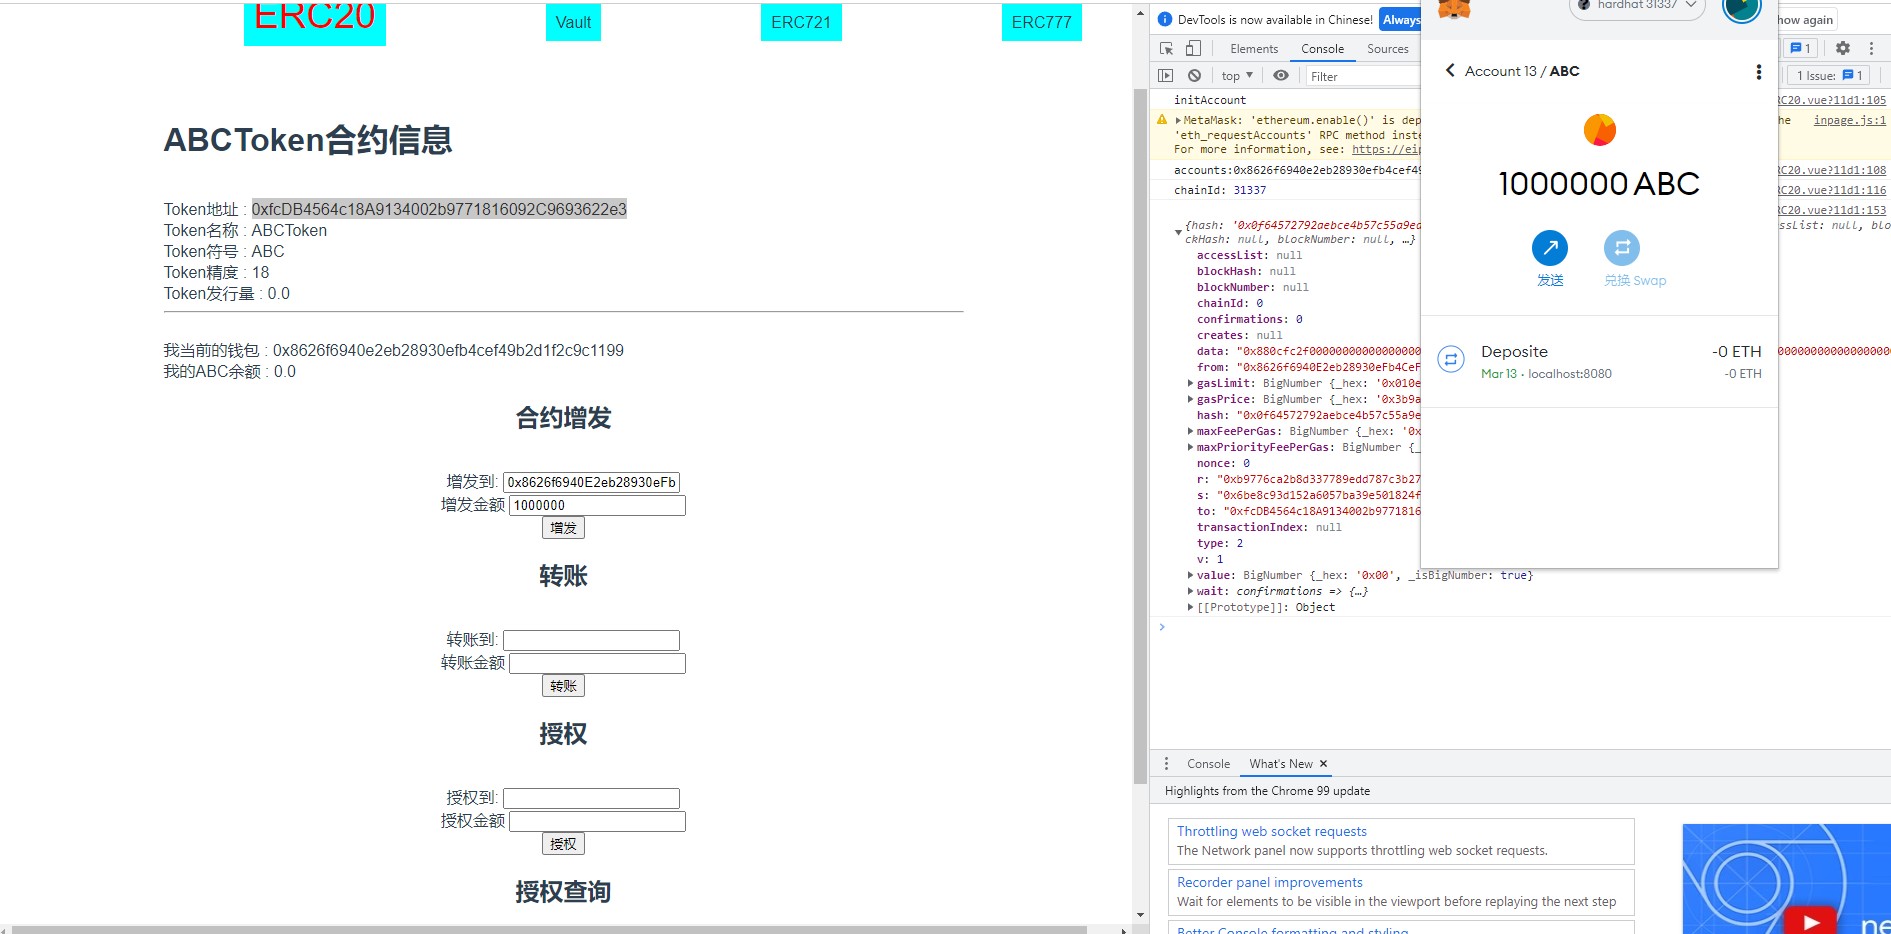 ERC20
Vault
ERC721
ERC777
ABCToken合约信息
Token地址 : 0xfcDB4564c18A9134002b9771816092C9693622e3
Token名称 : ABCToken
Token符号 : ABC
Token精度 : 18
Token发行量 : 0.0
我当前的钱包 : 0x8626f6940e2eb28930efb4cef49b2d1f2c9c1199
我的ABC余额 : 0.0
合约增发
增发到: 0x8626f6940E2eb28930eFb
增发金额 1000000
增发
转账
转账到:
转账金额
转账
授权
授权到:
授权金额
授权
授权查询
DevTools is now available in Chinese! Always
how again
Elements Console Sources
1
top ▼ Filter
1 Issue: 1
initAccount
RC20.vue?11d1:105
MetaMask: 'ethereum.enable()' is dep
he inpage.js:1
'eth_requestAccounts' RPC method inste
For more information, see: https://eip
accounts:0x8626f6940e2eb28930efb4cef49
RC20.vue?11d1:108
chainId: 31337
RC20.vue?11d1:116
RC20.vue?11d1:153
{hash: '0x0f64572792aebce4b57c55a9ed
ssList: null, blo
ckHash: null, blockNumber: null, …}
accessList: null
blockHash: null
blockNumber: null
chainId: 0
confirmations: 0
creates: null
data: "0x880cfc2f0000000000000000
from: "0x8626f6940E2eb28930eFb4CeF
gasLimit: BigNumber {_hex: '0x010e
gasPrice: BigNumber {_hex: '0x3b9a
hash: "0x0f64572792aebce4b57c55a9e
maxFeePerGas: BigNumber {_hex: '0x
maxPriorityFeePerGas: BigNumber {_
nonce: 0
r: "0xb9776ca2b8d337789edd787c3b27
s: "0x6be8c93d152a6057ba39e501824f
to: "0xfcDB4564c18A9134002b9771816
transactionIndex: null
type: 2
v: 1
value: BigNumber {_hex: '0x00', _isBigNumber: true}
wait: confirmations => {…}
[[Prototype]]: Object
hardhat 31337
Account 13 / ABC
1000000 ABC
发送
兑换 Swap
Deposite -0 ETH
Mar 13 · localhost:8080 -0 ETH
Console What's New ×
Highlights from the Chrome 99 update
Throttling web socket requests
The Network panel now supports throttling web socket requests.
Recorder panel improvements
Wait for elements to be visible in the viewport before replaying the next step
Better Console formatting and styling
ne